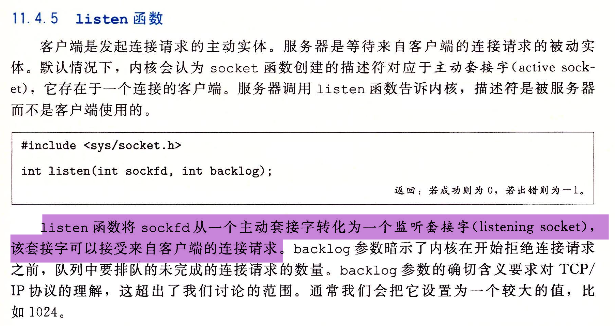 11.4.5 listen 函数
客户端是发起连接请求的主动实体。服务器是等待来自客户端的连接请求的被动实
体。默认情况下，内核会认为 socket 函数创建的描述符对应于主动套接字(active sock-
et)，它存在于一个连接的客户端。服务器调用 listen 函数告诉内核，描述符是被服务器
而不是客户端使用的。
#include <sys/socket.h>
int listen(int sockfd, int backlog);
返回：若成功则为 0，若出错则为－1。
listen 函数将 sockfd 从一个主动套接字转化为一个监听套接字(listening socket)，
该套接字可以接受来自客户端的连接请求。backlog 参数暗示了内核在开始拒绝连接请求
之前，队列中要排队的未完成的连接请求的数量。backlog 参数的确切含义要求对 TCP/
IP 协议的理解，这超出了我们讨论的范围。通常我们会把它设置为一个较大的值，比
如 1024。